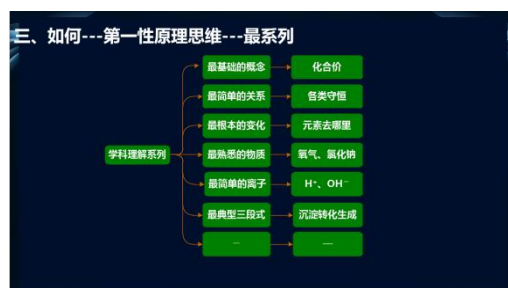 三、如何---第一性原理思维---最系列
最基础的概念 化合价
最简单的关系 各类守恒
最根本的变化 元素去哪里
学科理解系列 最熟悉的物质 氧气、氯化钠
最简单的离子 H⁺、OH⁻
最典型三段式 沉淀转化生成
... ...